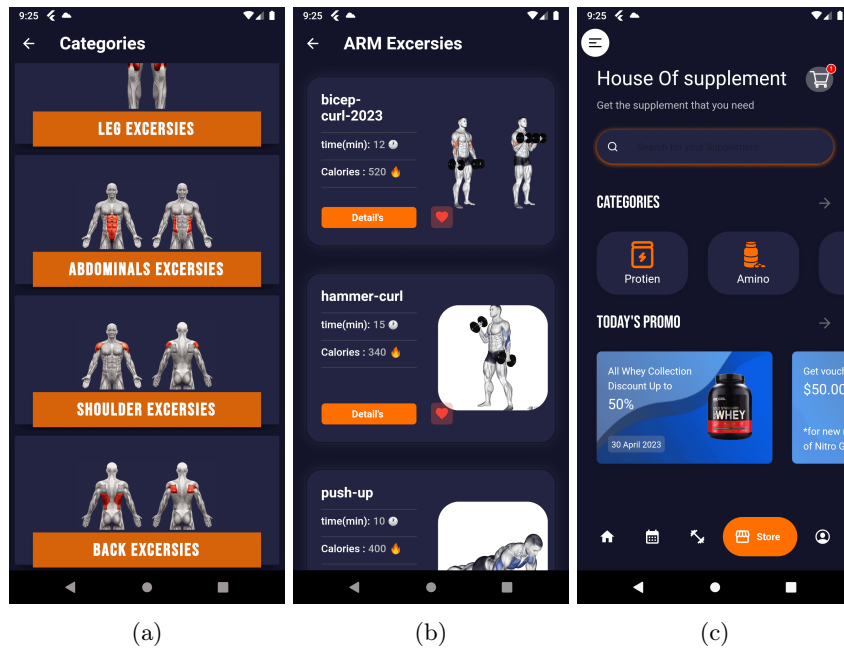 9:25
Categories
LEG EXCERSIES
ABDOMINALS EXCERSIES
SHOULDER EXCERSIES
BACK EXCERSIES
(a)
9:25
ARM Excersies
bicep-
curl-2023
time(min): 12
Calories : 520
Detail's
hammer-curl
time(min): 15
Calories : 340
Detail's
push-up
time(min): 10
Calories : 400
(b)
9:25
1
House Of supplement
Get the supplement that you need
Search for your Supplement
CATEGORIES
Protien
Amino
TODAY'S PROMO
All Whey Collection
Discount Up to
50%
30 April 2023
WHEY
Get vouch
$50.00
*for new
of Nitro G
Store
(c)